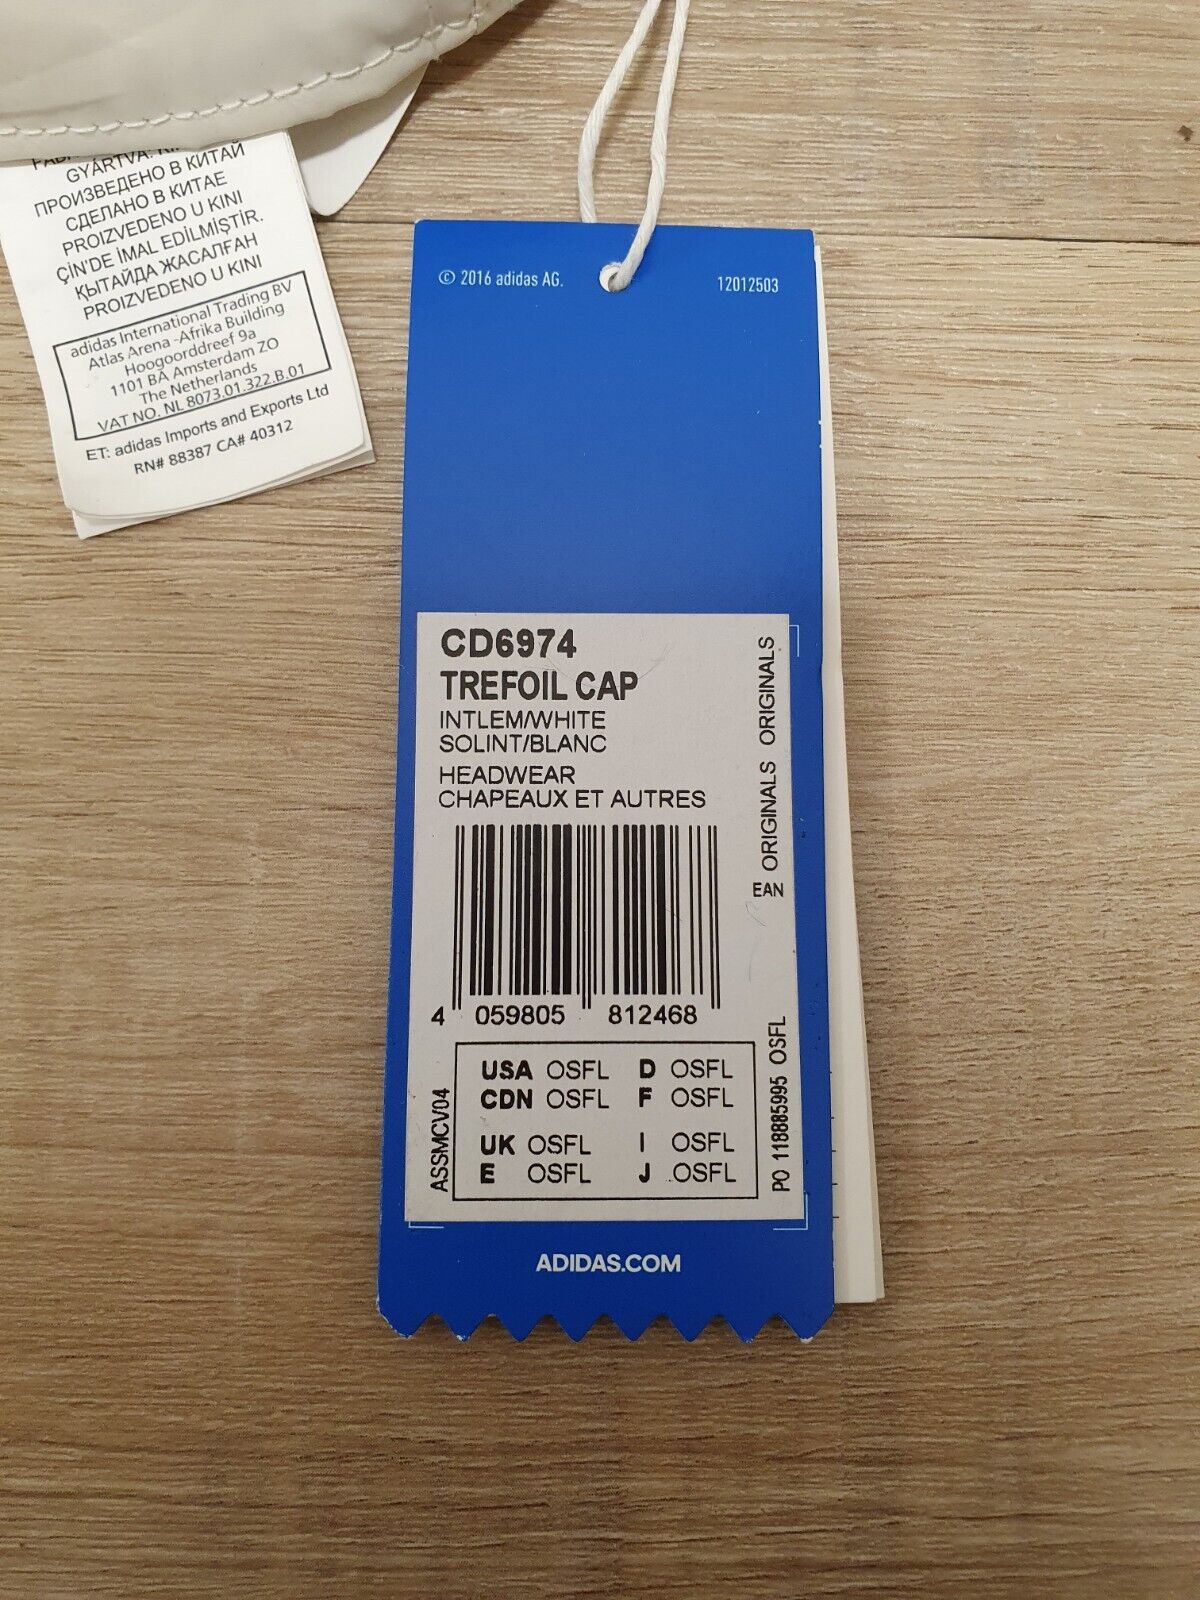 GYÁRTVA:
ПРОИЗВЕДЕНО В КИТАЙ
СДЕЛАНО В КИТАЕ
PROIZVEDENO U KINI
ÇİN'DE İMAL EDİLMİŞTİR.
ҚЫТАЙДА ЖАСАЛҒАН
PROIZVEDENO U KINI
adidas International Trading BV
Atlas Arena -Afrika Building
Hoogoorddreef 9a
1101 BA Amsterdam ZO
The Netherlands
VAT NO. NL 8073.01.322.B.01
ET: adidas Imports and Exports Ltd
RN# 88387 CA# 40312
© 2016 adidas AG.
12012503
CD6974
TREFOIL CAP
INTLEM/WHITE
SOLINT/BLANC
HEADWEAR
CHAPEAUX ET AUTRES
EAN ORIGINALS ORIGINALS
4 059805 812468
ASSMCV04
USA OSFL D OSFL
CDN OSFL F OSFL
UK OSFL I OSFL
E OSFL J OSFL
PO 118885995 OSFL
ADIDAS.COM